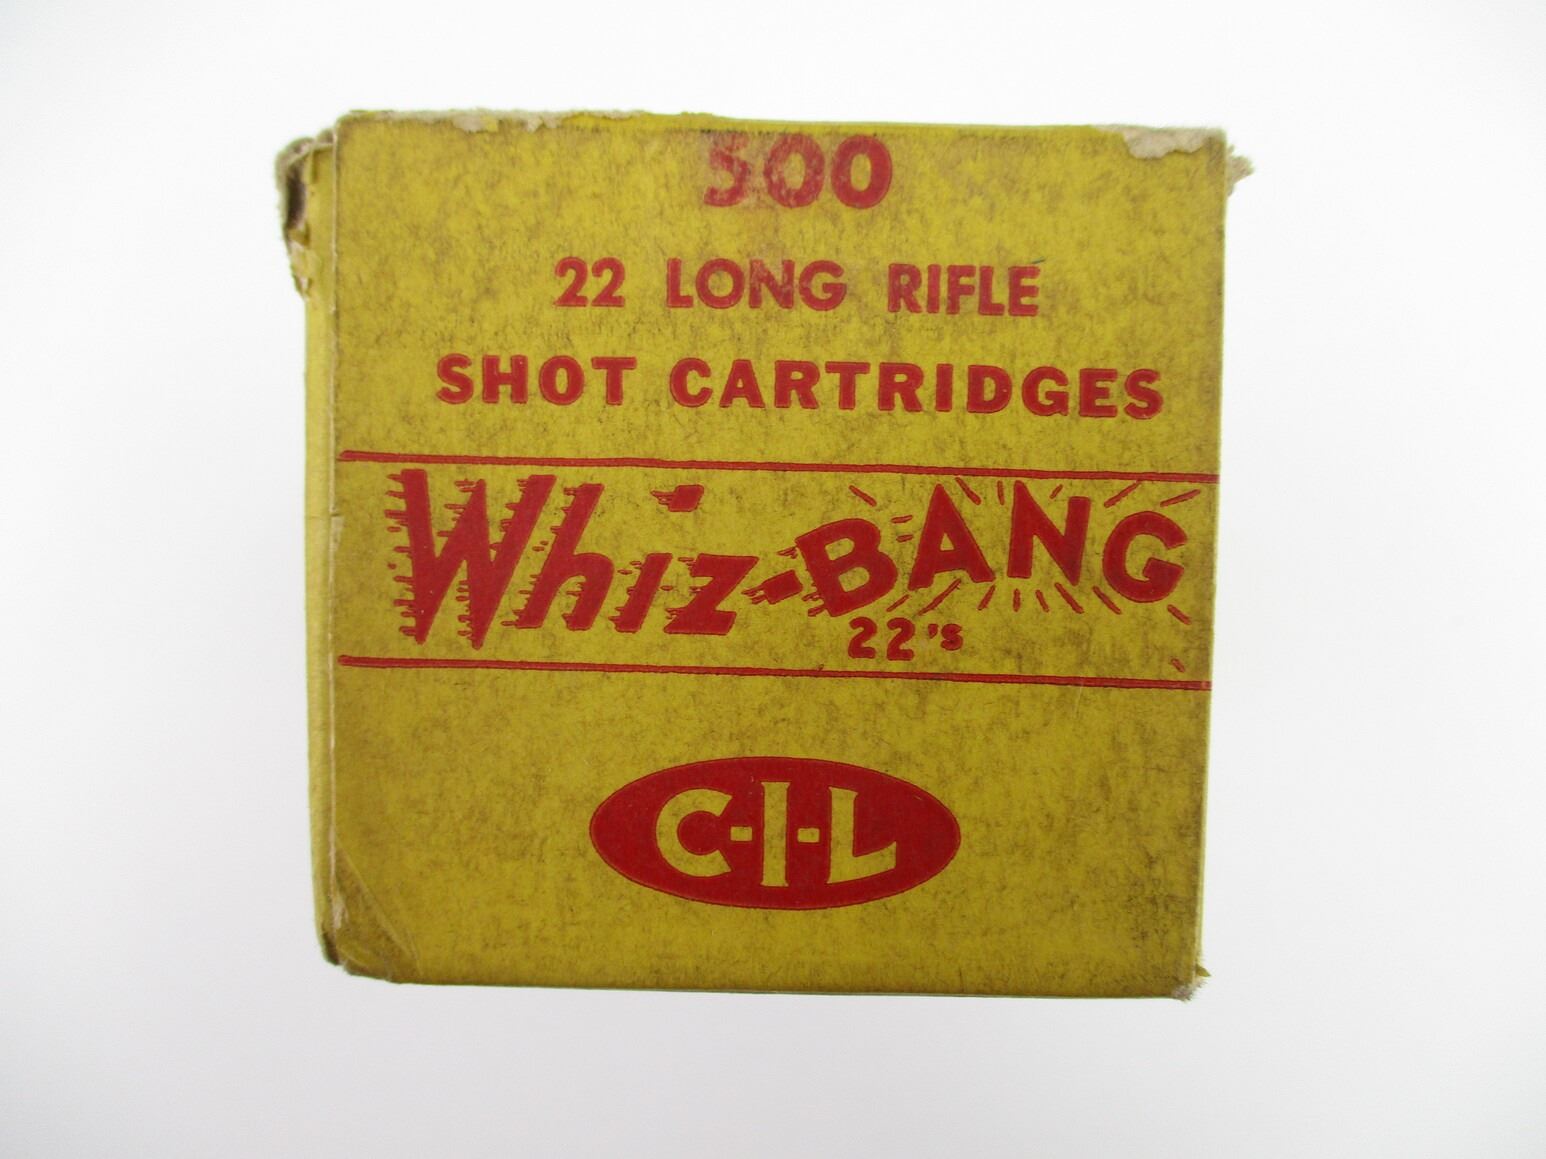 500
22 LONG RIFLE
SHOT CARTRIDGES
Whiz-BANG
22's
C-I-L